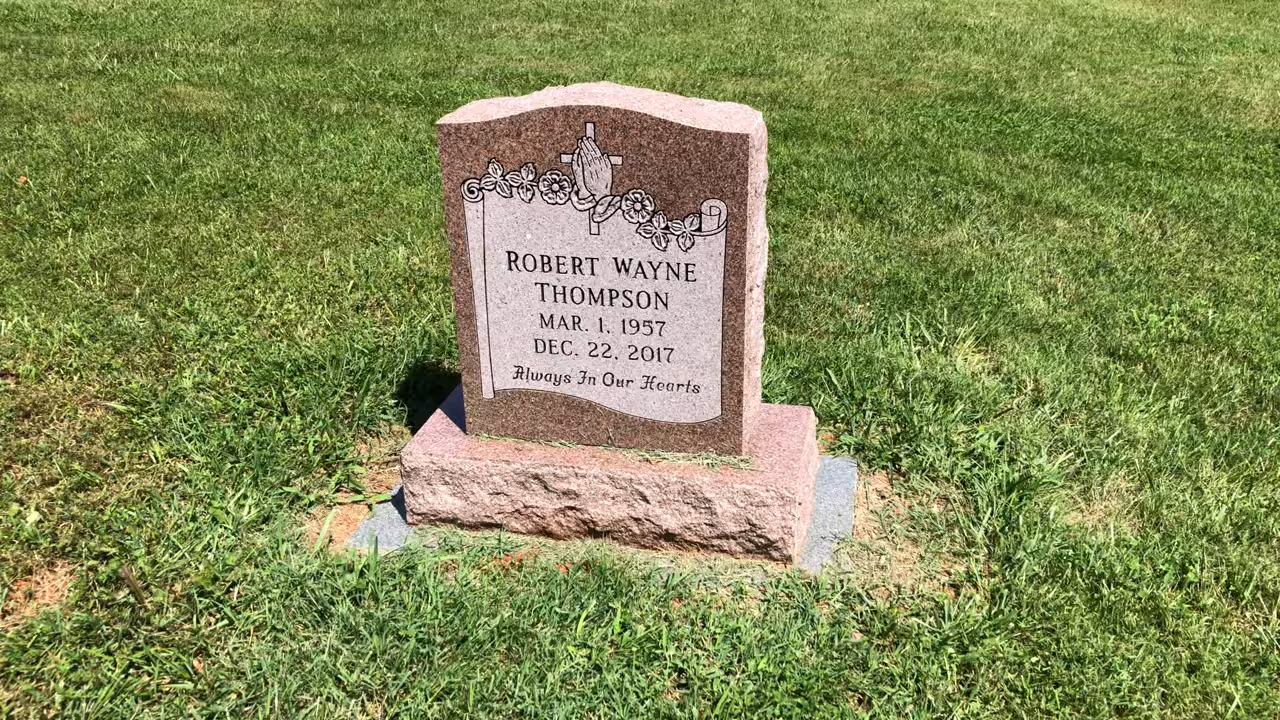 ROBERT WAYNE
THOMPSON
MAR. 1, 1957
DEC. 22, 2017
Always In Our Hearts